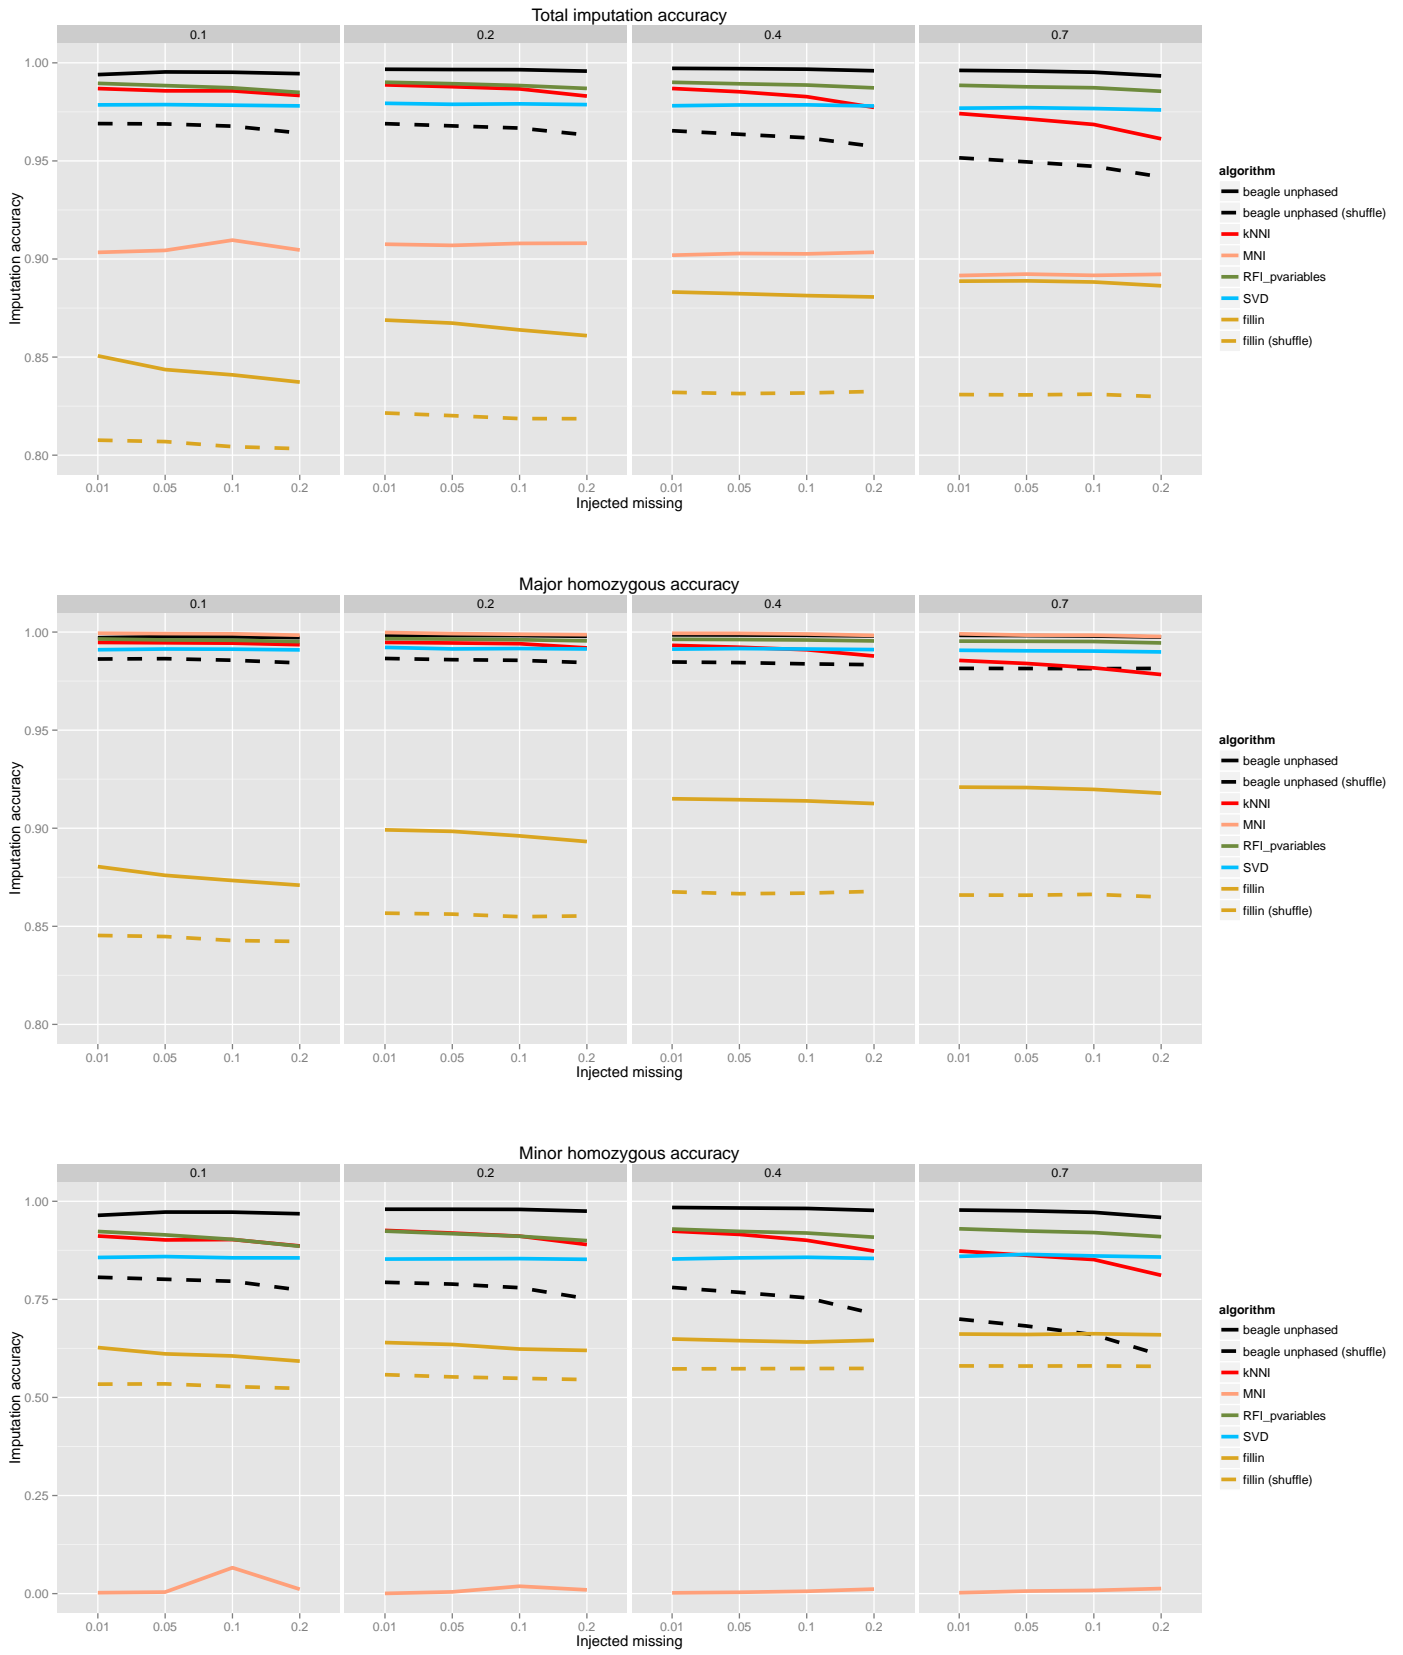 Total imputation accuracy
0.1 0.2 0.4 0.7
1.00
0.95
0.90
0.85
0.80
Imputation accuracy
0.01 0.05 0.1 0.2 0.01 0.05 0.1 0.2 0.01 0.05 0.1 0.2 0.01 0.05 0.1 0.2
Injected missing
algorithm
beagle unphased
beagle unphased (shuffle)
kNNI
MNI
RFI_pvariables
SVD
fillin
fillin (shuffle)
Major homozygous accuracy
0.1 0.2 0.4 0.7
1.00
0.95
0.90
0.85
0.80
Imputation accuracy
0.01 0.05 0.1 0.2 0.01 0.05 0.1 0.2 0.01 0.05 0.1 0.2 0.01 0.05 0.1 0.2
Injected missing
algorithm
beagle unphased
beagle unphased (shuffle)
kNNI
MNI
RFI_pvariables
SVD
fillin
fillin (shuffle)
Minor homozygous accuracy
0.1 0.2 0.4 0.7
1.00
0.75
0.50
0.25
0.00
Imputation accuracy
0.01 0.05 0.1 0.2 0.01 0.05 0.1 0.2 0.01 0.05 0.1 0.2 0.01 0.05 0.1 0.2
Injected missing
algorithm
beagle unphased
beagle unphased (shuffle)
kNNI
MNI
RFI_pvariables
SVD
fillin
fillin (shuffle)